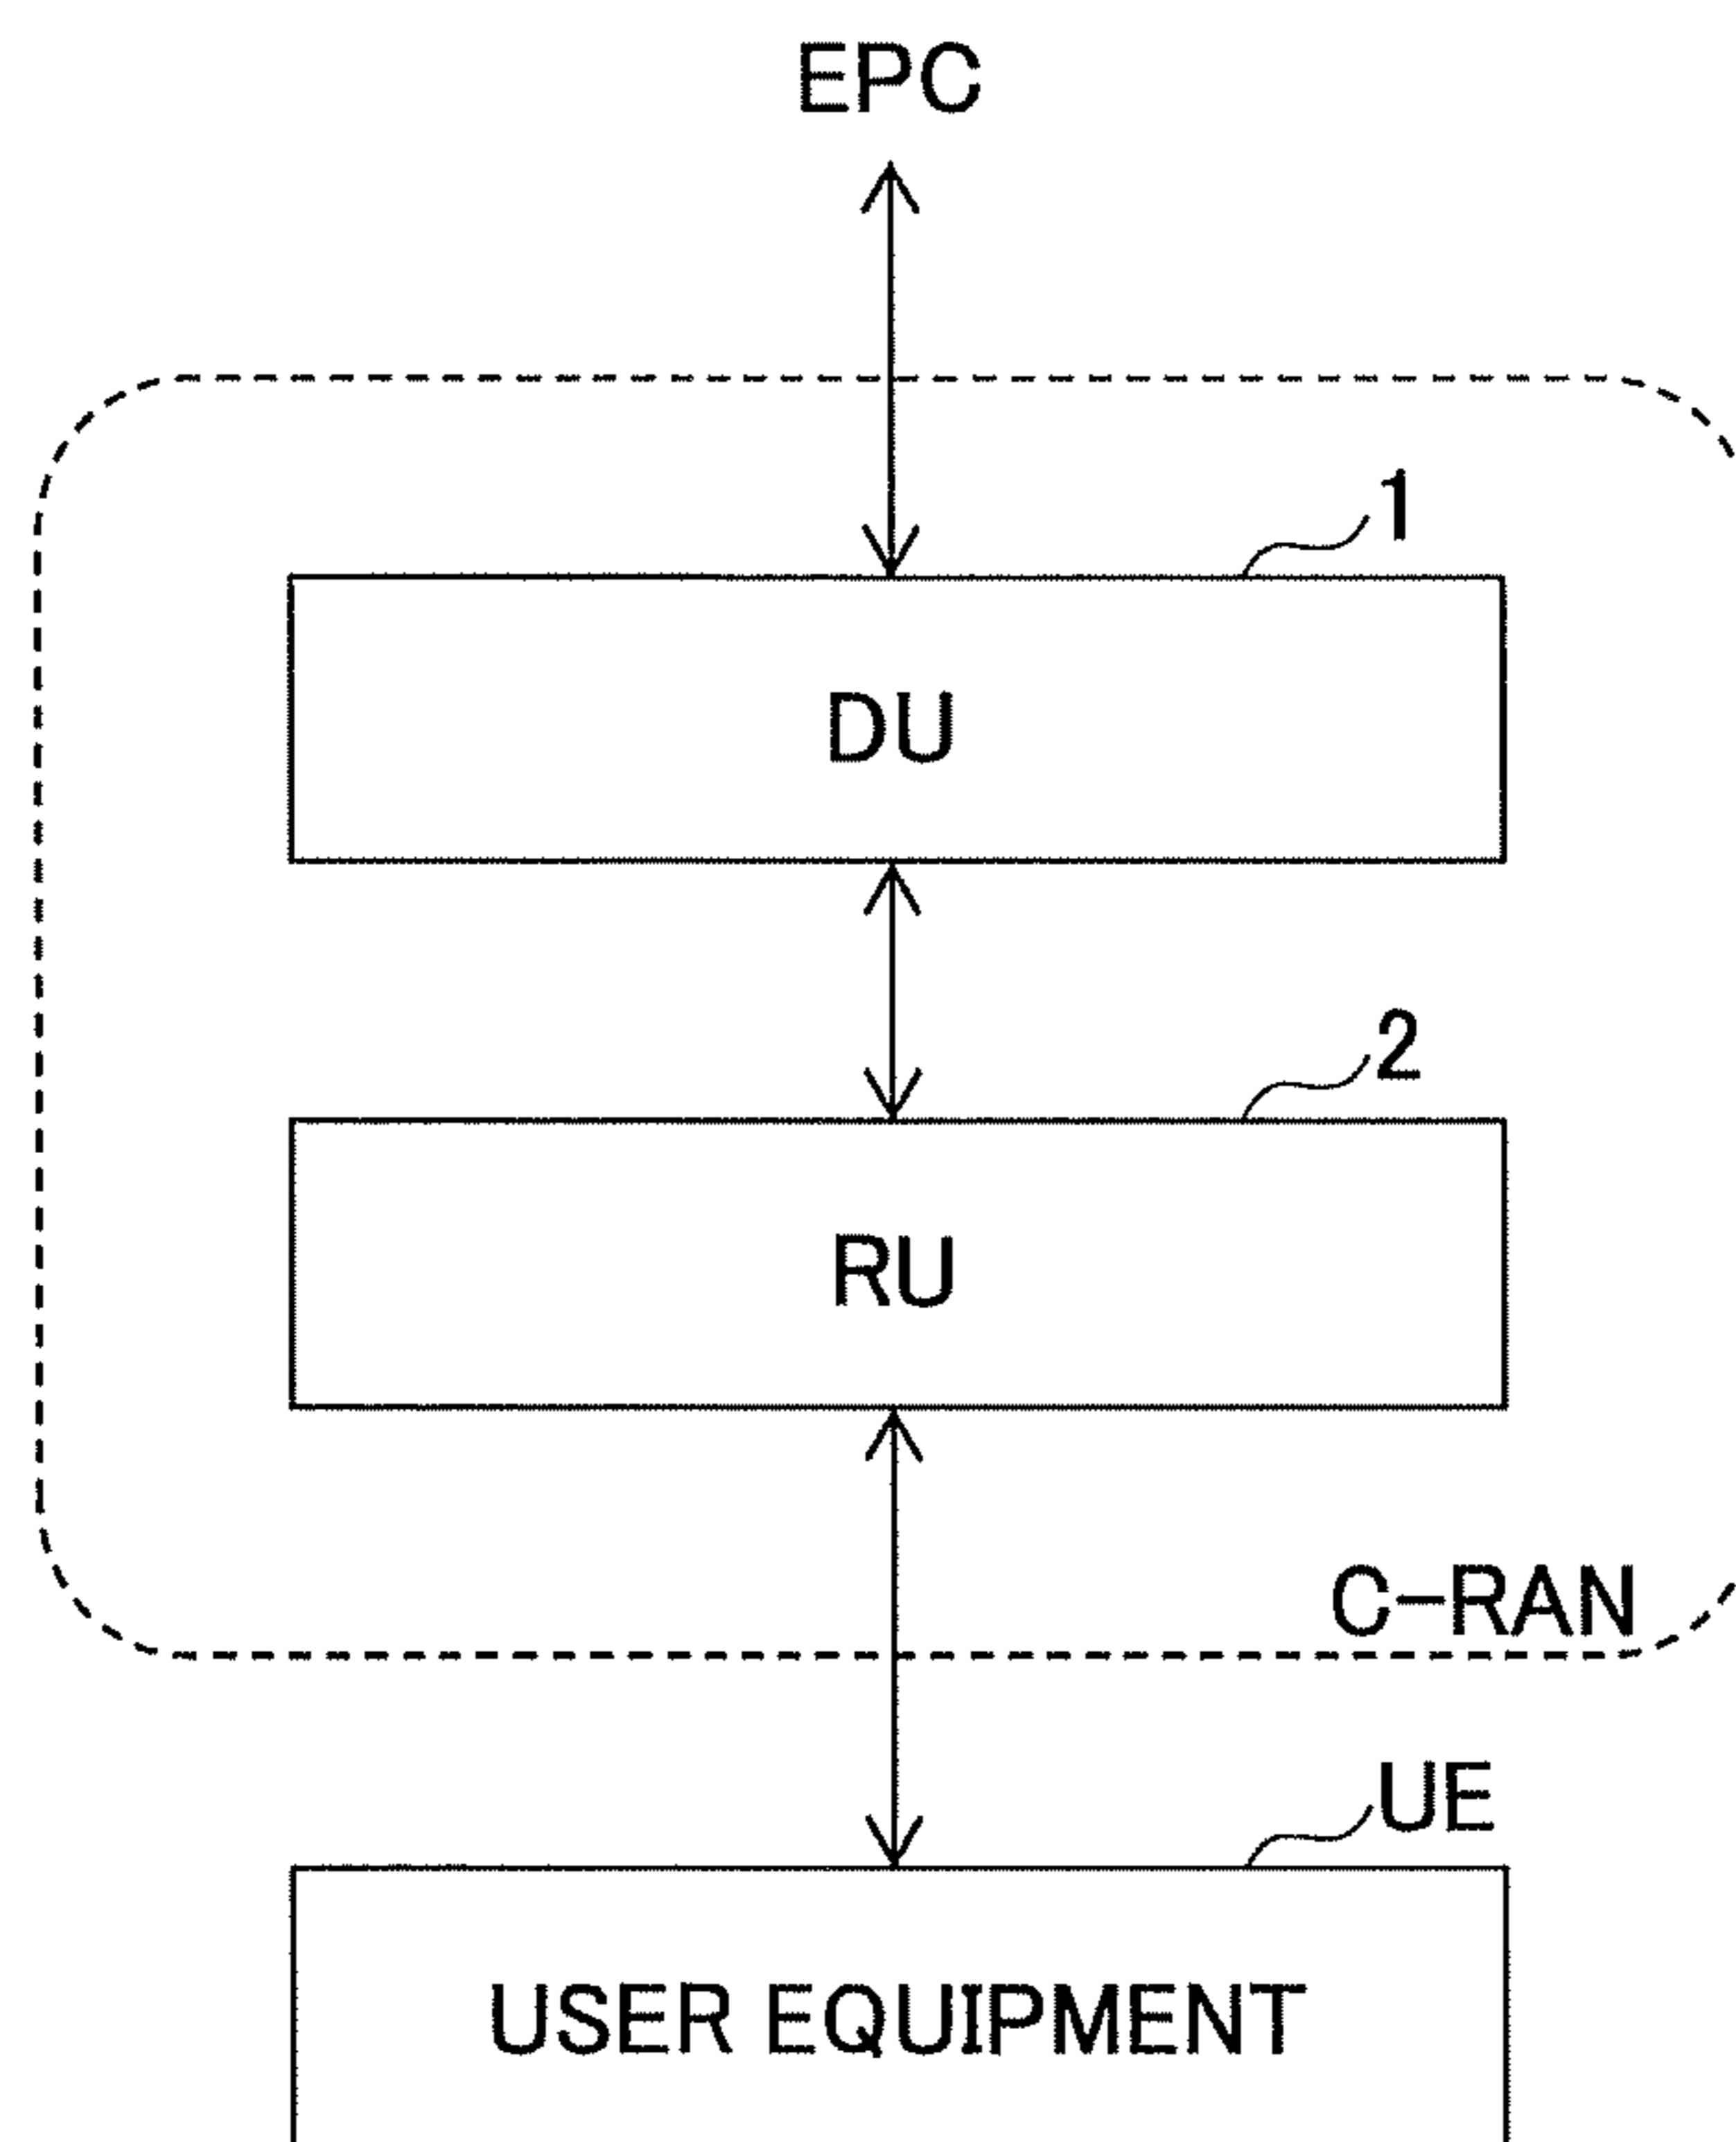 EPC
1
DU
2
RU
C-RAN
UE
USER EQUIPMENT